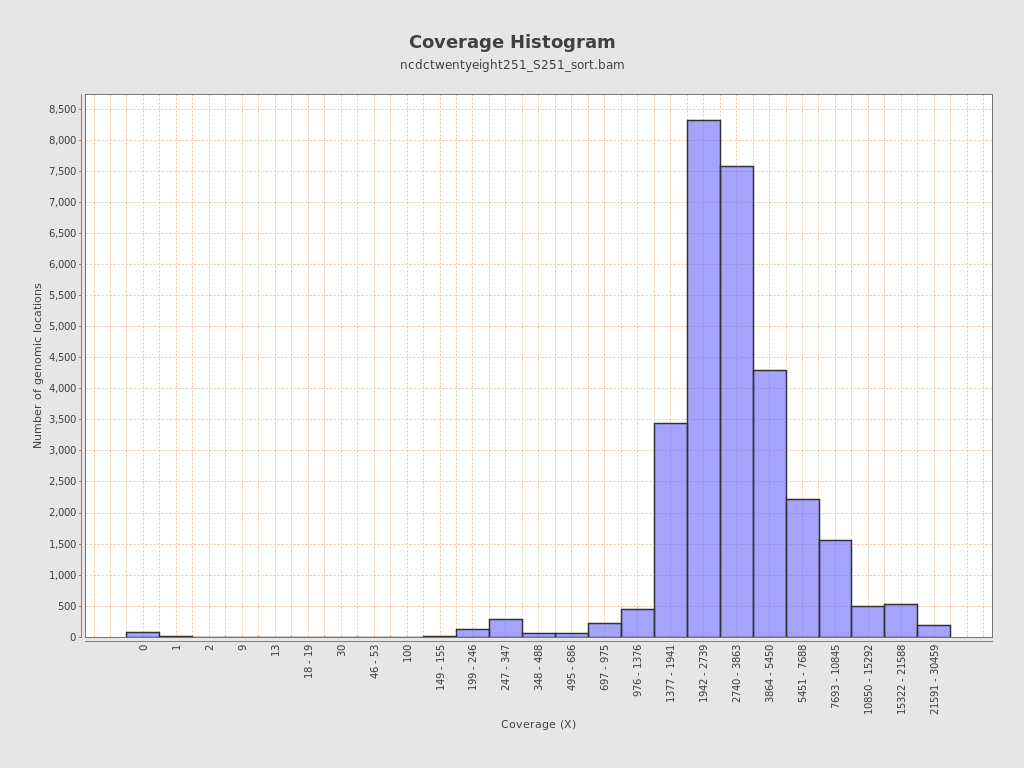 Coverage Histogram
ncdctwentyeight251_S251_sort.bam
Number of genomic locations
8,500
8,000
7,500
7,000
6,500
6,000
5,500
5,000
4,500
4,000
3,500
3,000
2,500
2,000
1,500
1,000
500
0
0
1
2
9
13
18 - 19
30
46 - 53
100
149 - 155
199 - 246
247 - 347
348 - 488
495 - 686
697 - 975
976 - 1376
1377 - 1941
1942 - 2739
2740 - 3863
3864 - 5450
5451 - 7688
7693 - 10845
10850 - 15292
15322 - 21588
21591 - 30459
Coverage (X)